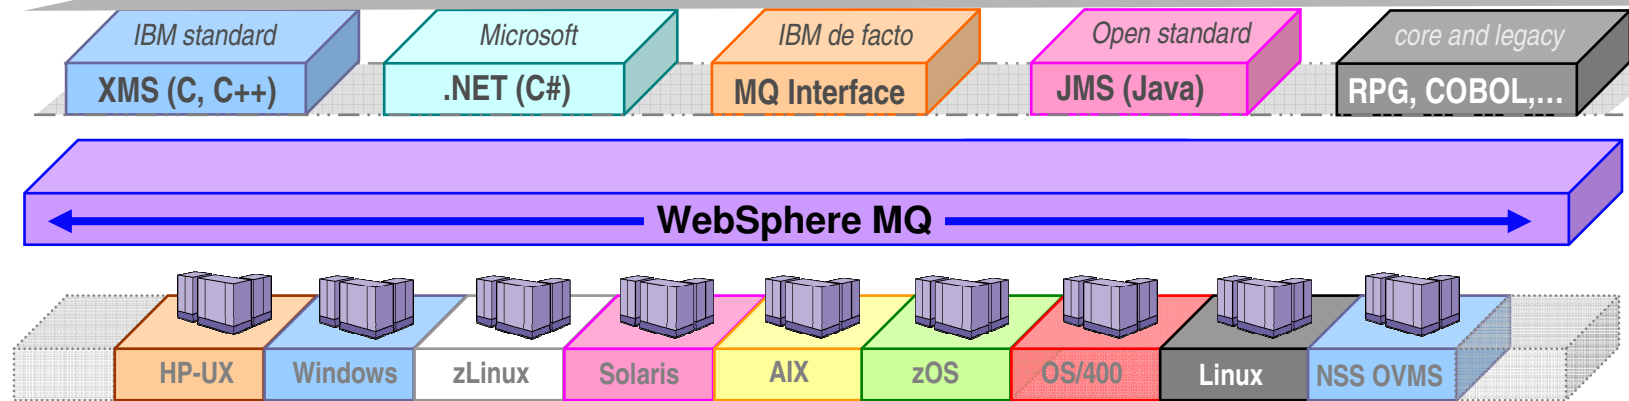 IBM standard
Microsoft
IBM de facto
Open standard
core and legacy
XMS (C, C++)
.NET (C#)
MQ Interface
JMS (Java)
RPG, COBOL,...
WebSphere MQ
HP-UX
Windows
zLinux
Solaris
AIX
zOS
OS/400
Linux
NSS OVMS